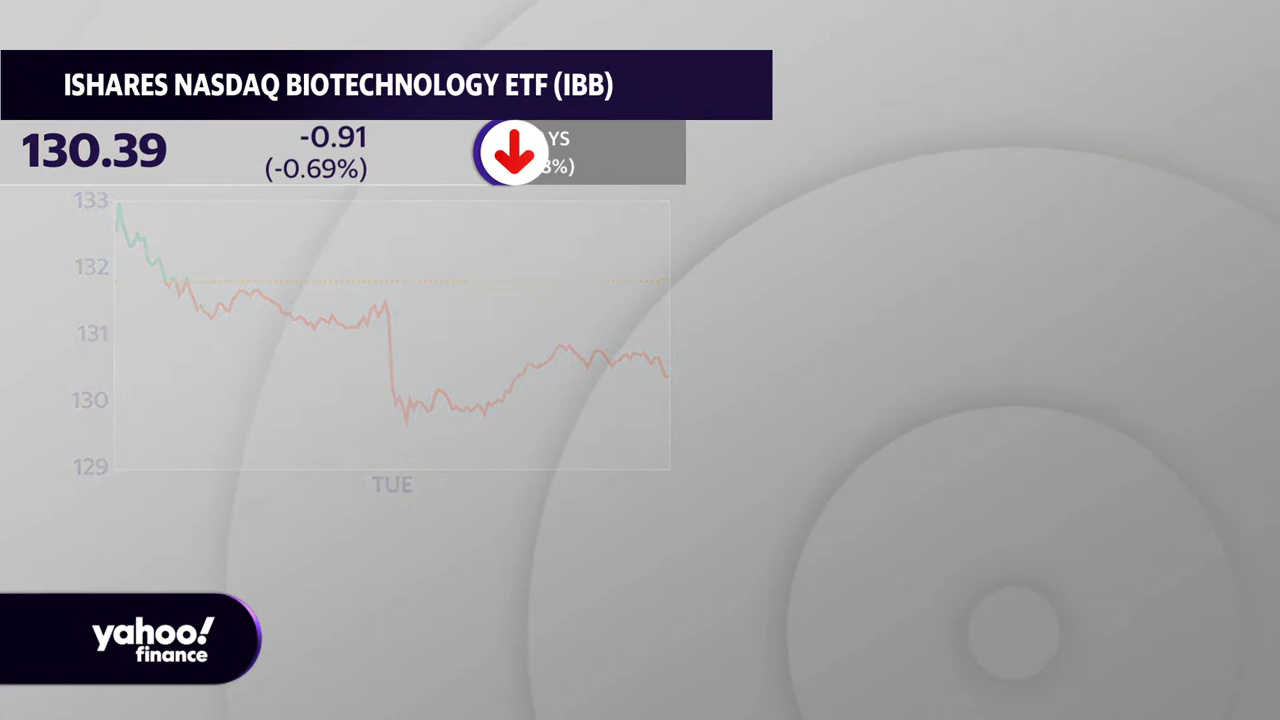 ISHARES NASDAQ BIOTECHNOLOGY ETF (IBB)
130.39
-0.91
(-0.69%)
133
132
131
130
129
TUE
yahoo!
finance